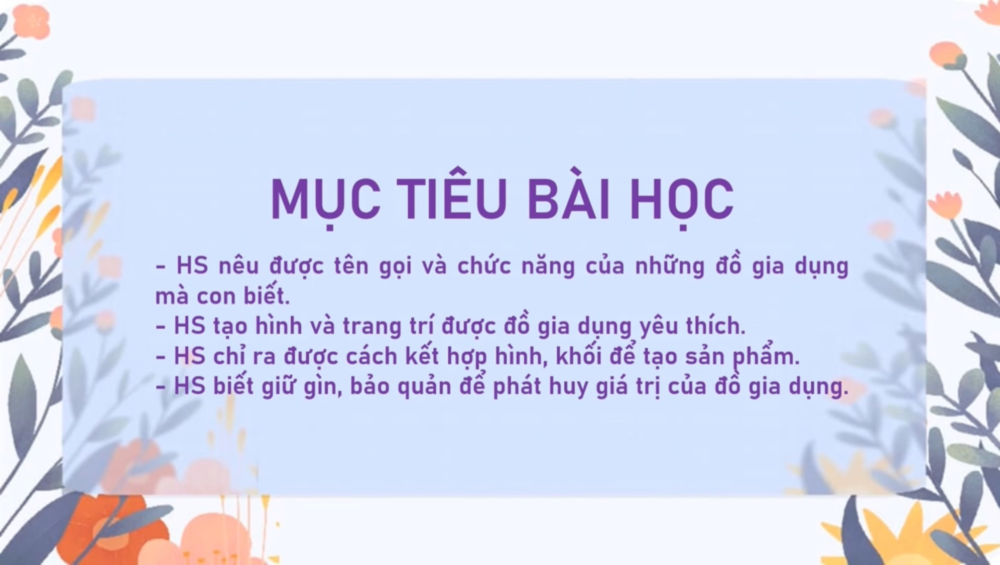 MỤC TIÊU BÀI HỌC
- HS nêu được tên gọi và chức năng của những đồ gia dụng
mà con biết.
- HS tạo hình và trang trí được đồ gia dụng yêu thích.
- HS chỉ ra được cách kết hợp hình, khối để tạo sản phẩm.
- HS biết giữ gìn, bảo quản để phát huy giá trị của đồ gia dụng.